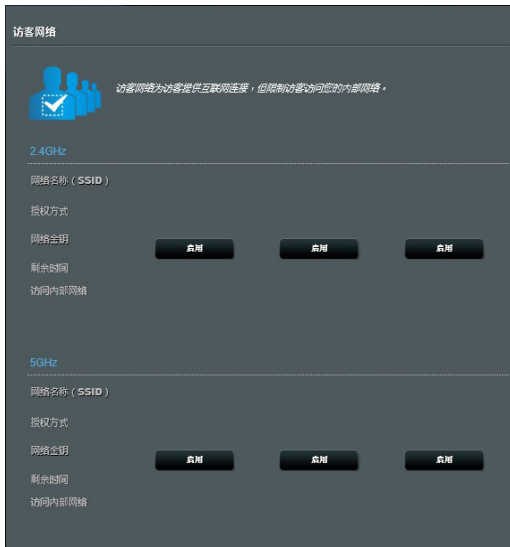 访客网络
访客网络为访客提供互联网连接，但限制访客访问您的内部网络。
2.4GHz
网络名称（SSID）
授权方式
网络金钥
启用 启用 启用
剩余时间
访问内部网络
5GHz
网络名称（SSID）
授权方式
网络金钥
启用 启用 启用
剩余时间
访问内部网络